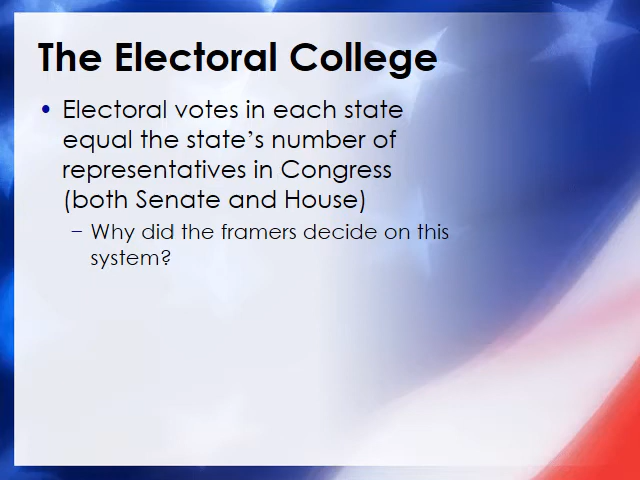 The Electoral College
• Electoral votes in each state
equal the state’s number of
representatives in Congress
(both Senate and House)
– Why did the framers decide on this
system?